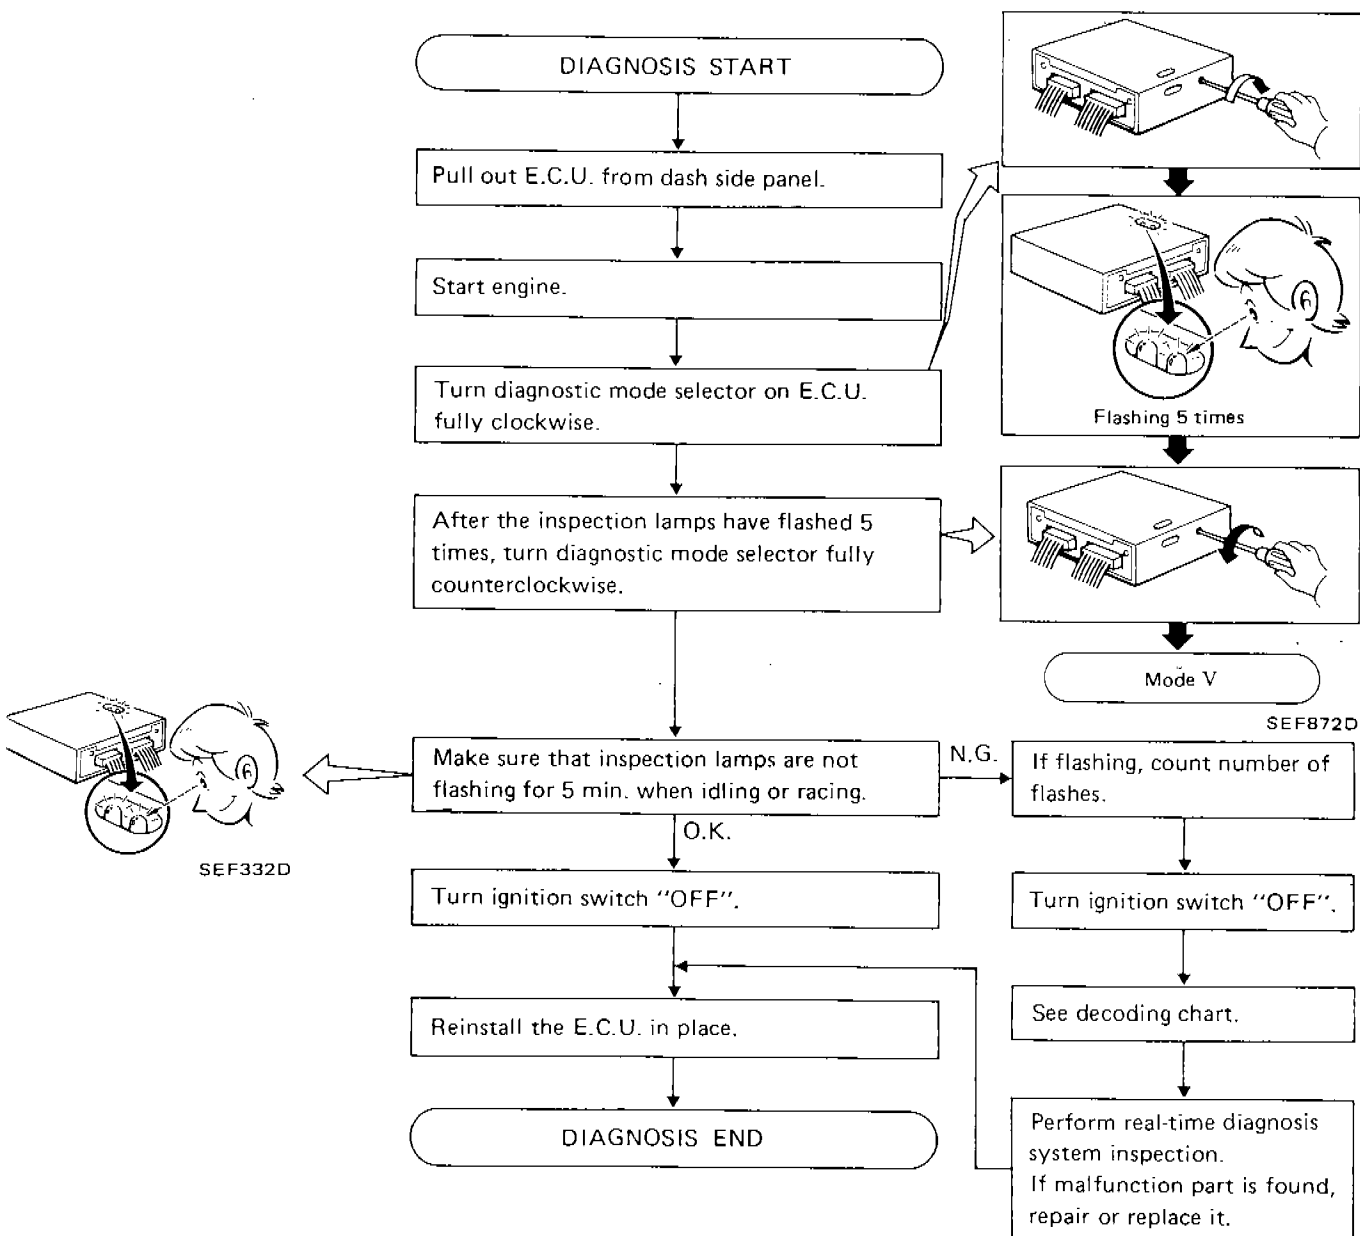 DIAGNOSIS START
Pull out E.C.U. from dash side panel.
Start engine.
Turn diagnostic mode selector on E.C.U.
fully clockwise.
After the inspection lamps have flashed 5
times, turn diagnostic mode selector fully
counterclockwise.
Flashing 5 times
Mode V
SEF872D
Make sure that inspection lamps are not
flashing for 5 min. when idling or racing.
N.G.
If flashing, count number of
flashes.
SEF332D
O.K.
Turn ignition switch "OFF".
Turn ignition switch "OFF".
Reinstall the E.C.U. in place.
See decoding chart.
DIAGNOSIS END
Perform real-time diagnosis
system inspection.
If malfunction part is found,
repair or replace it.